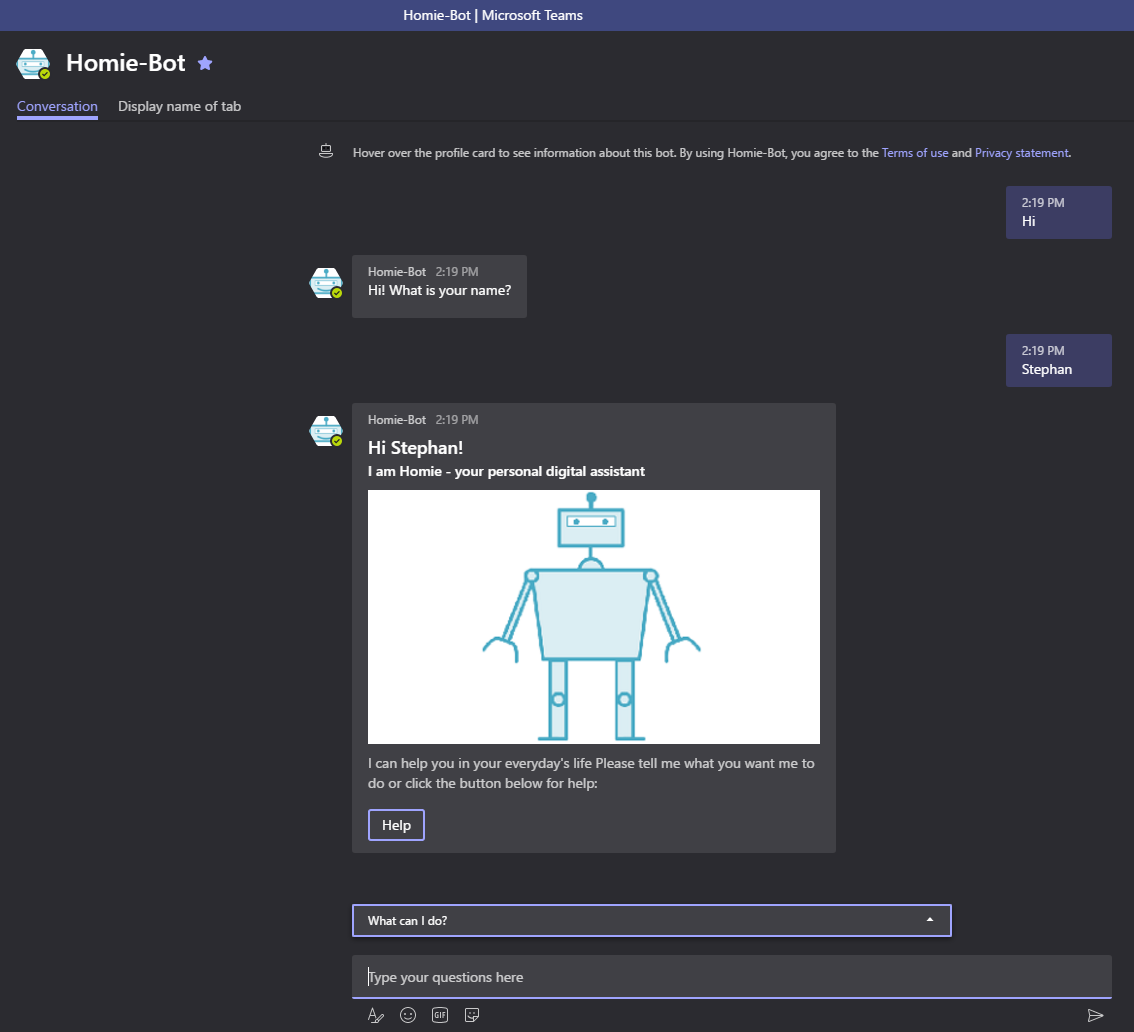 Homie-Bot | Microsoft Teams
Homie-Bot
Conversation Display name of tab
Hover over the profile card to see information about this bot. By using Homie-Bot, you agree to the Terms of use and Privacy statement.
2:19 PM
Hi
Homie-Bot 2:19 PM
Hi! What is your name?
2:19 PM
Stephan
Homie-Bot 2:19 PM
Hi Stephan!
I am Homie - your personal digital assistant
I can help you in your everyday's life Please tell me what you want me to
do or click the button below for help:
Help
What can I do?
Type your questions here
GIF